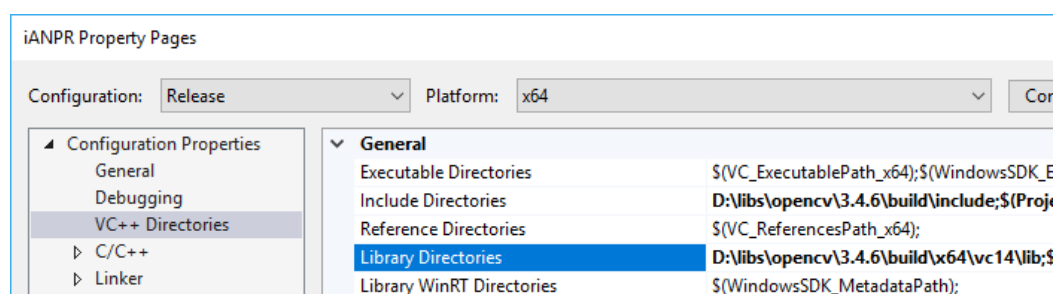 iANPR Property Pages
Configuration: Release Platform: x64
Configuration Properties
General
Debugging
VC++ Directories
C/C++
Linker
General
Executable Directories $(VC_ExecutablePath_x64);$(WindowsSDK_E
Include Directories D:\libs\opencv\3.4.6\build\include;$(Proje
Reference Directories $(VC_ReferencesPath_x64);
Library Directories D:\libs\opencv\3.4.6\build\x64\vc14\lib;$
Library WinRT Directories $(WindowsSDK_MetadataPath);